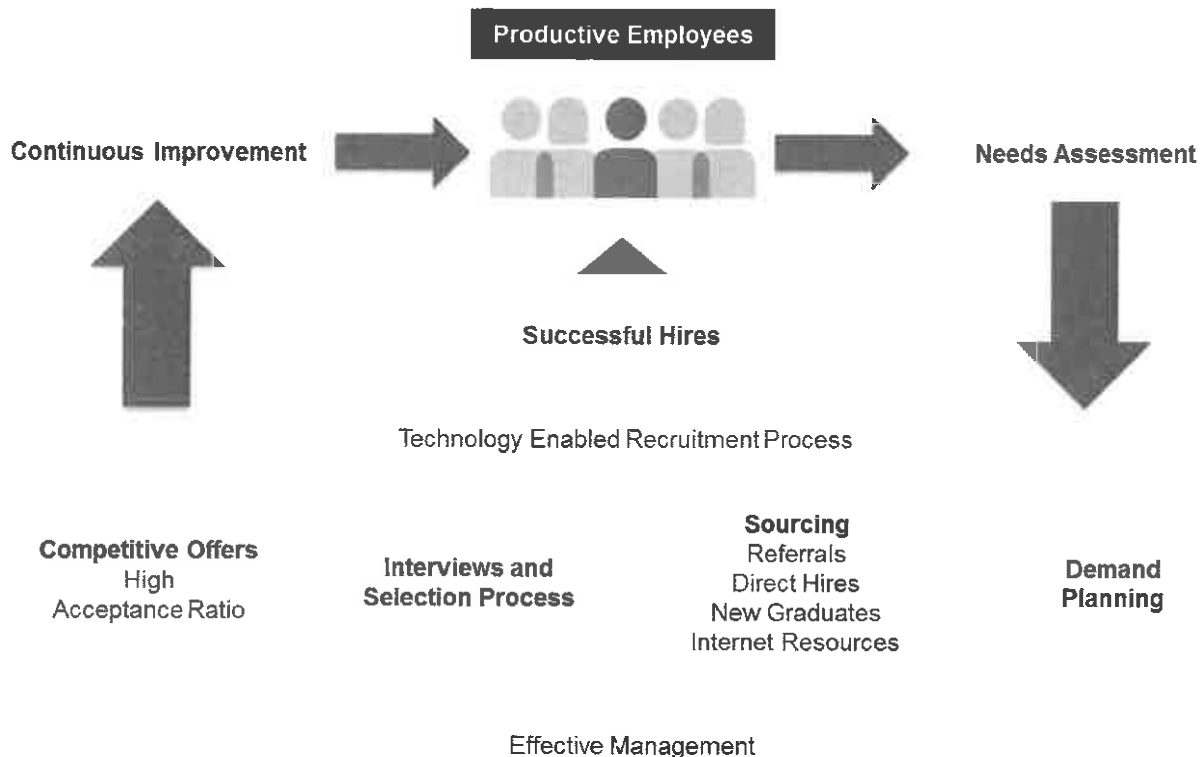 Productive Employees
Continuous Improvement
Needs Assessment
Successful Hires
Technology Enabled Recruitment Process
Competitive Offers
High
Acceptance Ratio
Interviews and
Selection Process
Sourcing
Referrals
Direct Hires
New Graduates
Internet Resources
Demand
Planning
Effective Management